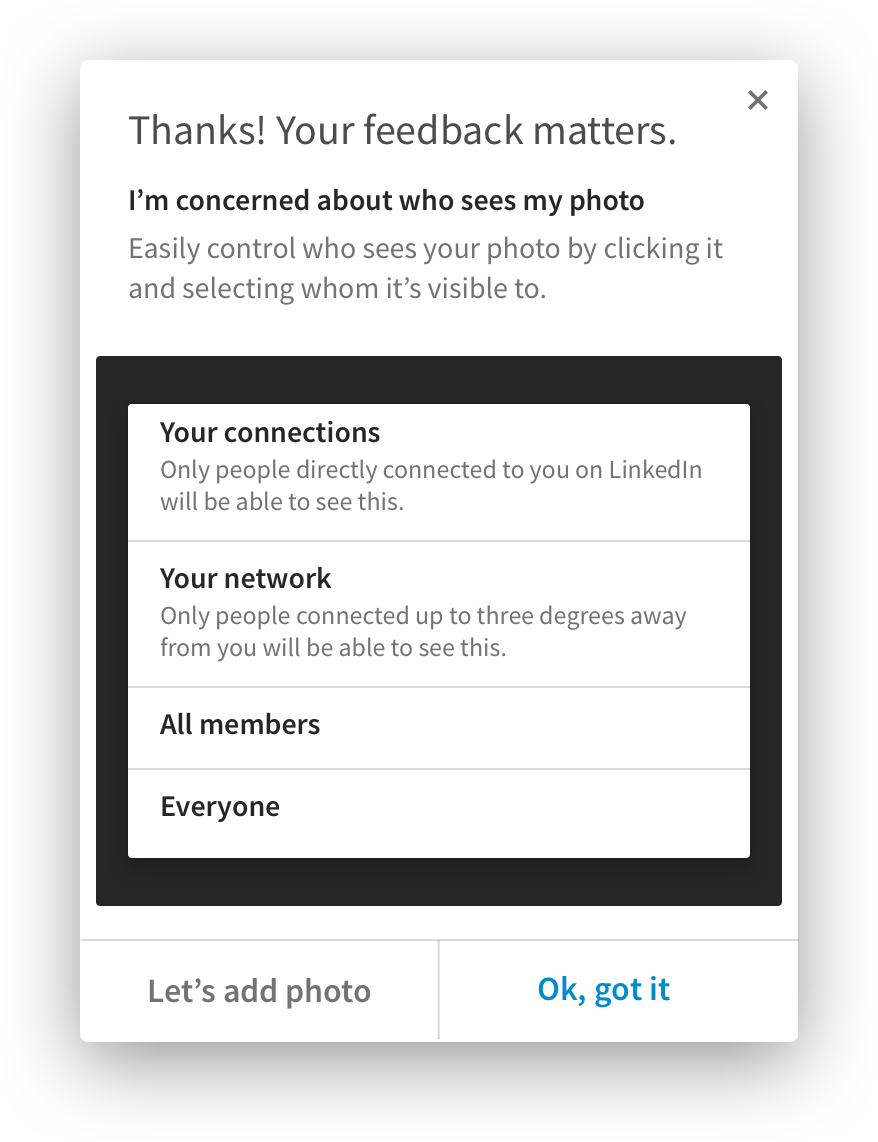 Thanks! Your feedback matters.
I’m concerned about who sees my photo
Easily control who sees your photo by clicking it
and selecting whom it’s visible to.
Your connections
Only people directly connected to you on LinkedIn
will be able to see this.
Your network
Only people connected up to three degrees away
from you will be able to see this.
All members
Everyone
Let’s add photo
Ok, got it